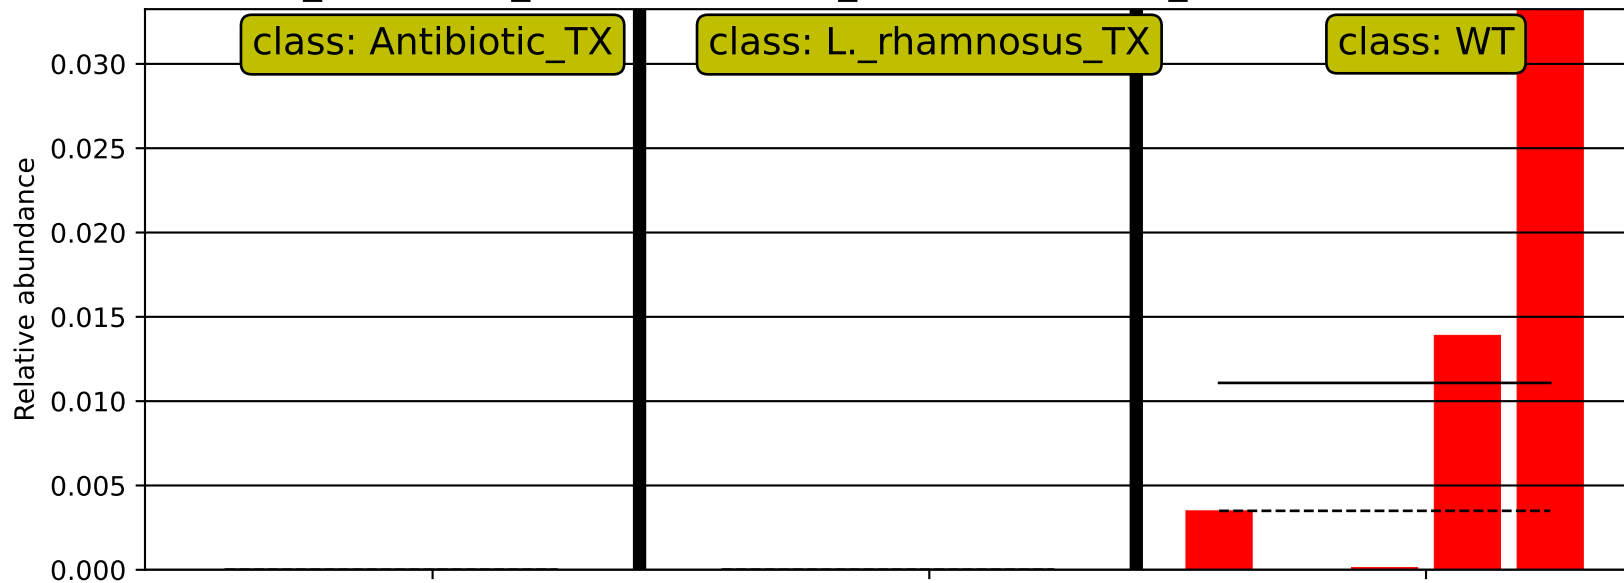 class: Antibiotic_TX
class: L._rhamnosus_TX
class: WT
Relative abundance
0.030
0.025
0.020
0.015
0.010
0.005
0.000